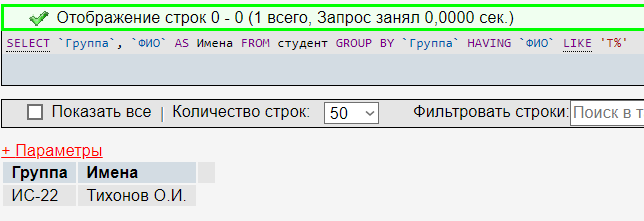 Отображение строк 0 - 0 (1 всего, Запрос занял 0,0000 сек.)
SELECT `Группа`, `ФИО` AS Имена FROM студент GROUP BY `Группа` HAVING `ФИО` LIKE 'Т%'
Показать все | Количество строк: 50 Фильтровать строки: Поиск в т
+ Параметры
Группа Имена
ИС-22 Тихонов О.И.